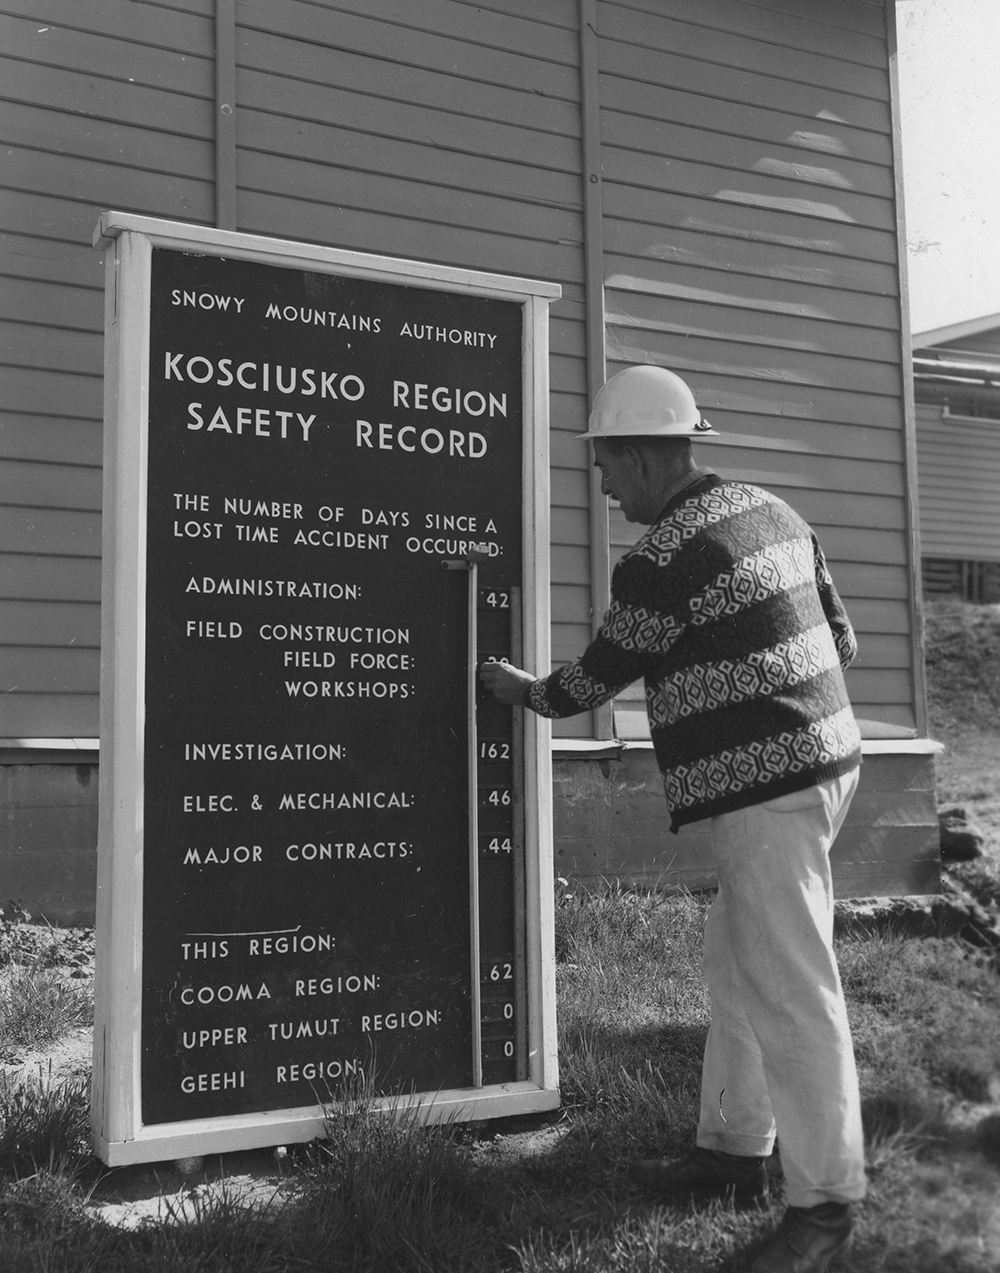 SNOWY MOUNTAINS AUTHORITY
KOSCIUSKO REGION
SAFETY RECORD
THE NUMBER OF DAYS SINCE A
LOST TIME ACCIDENT OCCURRED:
ADMINISTRATION: 42
FIELD CONSTRUCTION
FIELD FORCE:
WORKSHOPS:
INVESTIGATION: 162
ELEC. & MECHANICAL: 46
MAJOR CONTRACTS: 44
THIS REGION:
COOMA REGION: 62
UPPER TUMUT REGION: 0
GEEHI REGION: 0